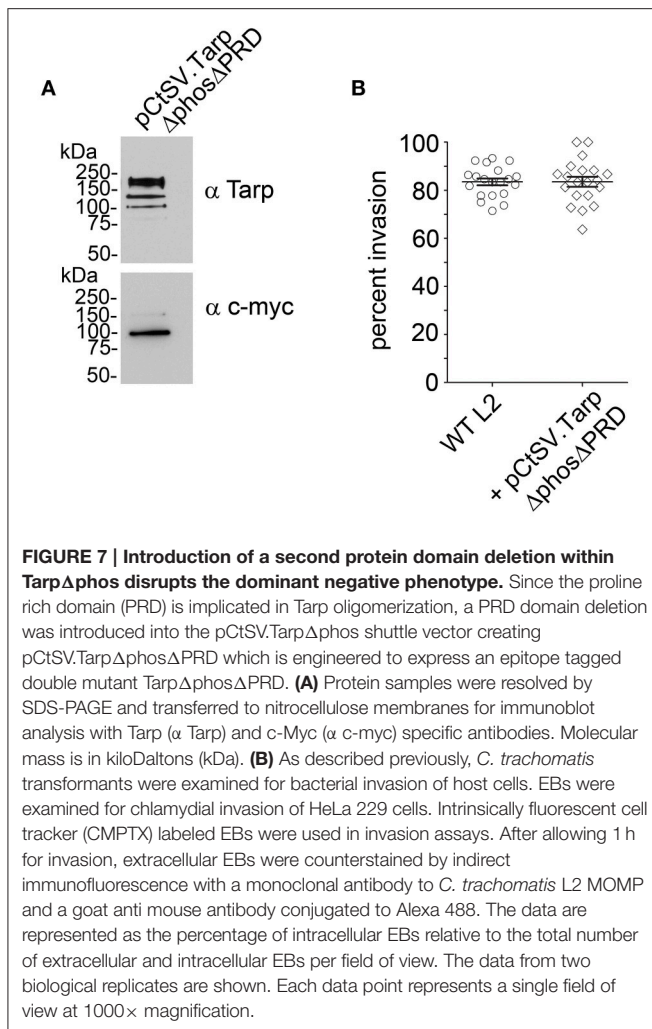 A
pCtSV.Tarp
ΔphosΔPRD
kDa
250-
150-
100-
75-
50-
α Tarp
kDa
250-
150-
100-
75-
50-
α c-myc
B
percent invasion
100
80
60
40
20
0
WT L2
+ pCtSV.Tarp
ΔphosΔPRD
FIGURE 7 | Introduction of a second protein domain deletion within
TarpΔphos disrupts the dominant negative phenotype. Since the proline
rich domain (PRD) is implicated in Tarp oligomerization, a PRD domain deletion
was introduced into the pCtSV.TarpΔphos shuttle vector creating
pCtSV.TarpΔphosΔPRD which is engineered to express an epitope tagged
double mutant TarpΔphosΔPRD. (A) Protein samples were resolved by
SDS-PAGE and transferred to nitrocellulose membranes for immunoblot
analysis with Tarp (α Tarp) and c-Myc (α c-myc) specific antibodies. Molecular
mass is in kiloDaltons (kDa). (B) As described previously, C. trachomatis
transformants were examined for bacterial invasion of host cells. EBs were
examined for chlamydial invasion of HeLa 229 cells. Intrinsically fluorescent cell
tracker (CMPTX) labeled EBs were used in invasion assays. After allowing 1 h
for invasion, extracellular EBs were counterstained by indirect
immunofluorescence with a monoclonal antibody to C. trachomatis L2 MOMP
and a goat anti mouse antibody conjugated to Alexa 488. The data are
represented as the percentage of intracellular EBs relative to the total number
of extracellular and intracellular EBs per field of view. The data from two
biological replicates are shown. Each data point represents a single field of
view at 1000× magnification.